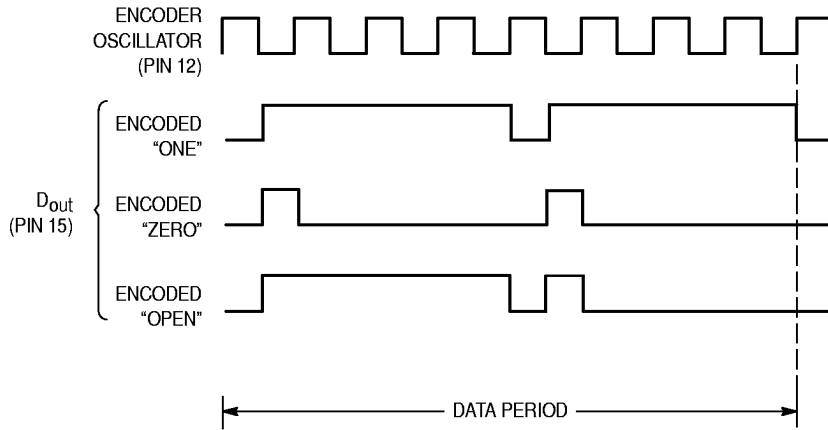 ENCODER
OSCILLATOR
(PIN 12)
ENCODED
“ONE”
Dout
(PIN 15)
ENCODED
“ZERO”
ENCODED
“OPEN”
DATA PERIOD